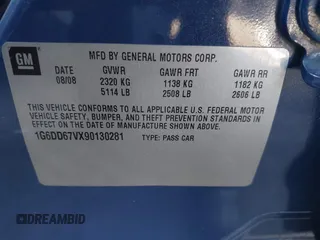 GM
MFD BY GENERAL MOTORS CORP.
DATE GVWR GAWR FRT GAWR RR
08/08 2320 KG 1138 KG 1182 KG
5114 LB 2508 LB 2606 LB
THIS VEHICLE CONFORMS TO ALL APPLICABLE U.S. FEDERAL MOTOR
VEHICLE SAFETY, BUMPER, AND THEFT PREVENTION STANDARDS IN
EFFECT ON THE DATE OF MANUFACTURE SHOWN ABOVE.
1G6DD67VX90130281 TYPE: PASS CAR
GREATBIDCAR